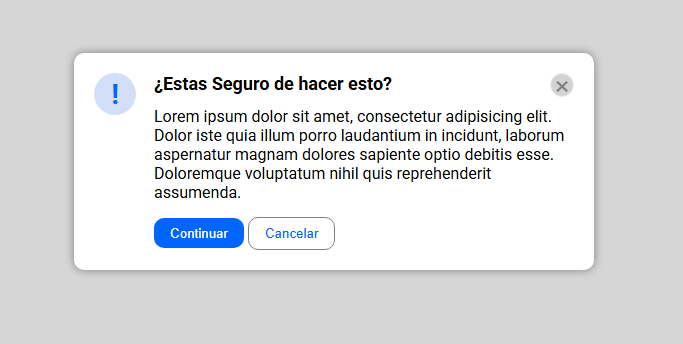 !
¿Estas Seguro de hacer esto?
Lorem ipsum dolor sit amet, consectetur adipisicing elit.
Dolor iste quia illum porro laudantium in incidunt, laborum
aspernatur magnam dolores sapiente optio debitis esse.
Doloremque voluptatum nihil quis reprehenderit
assumenda.
Continuar Cancelar